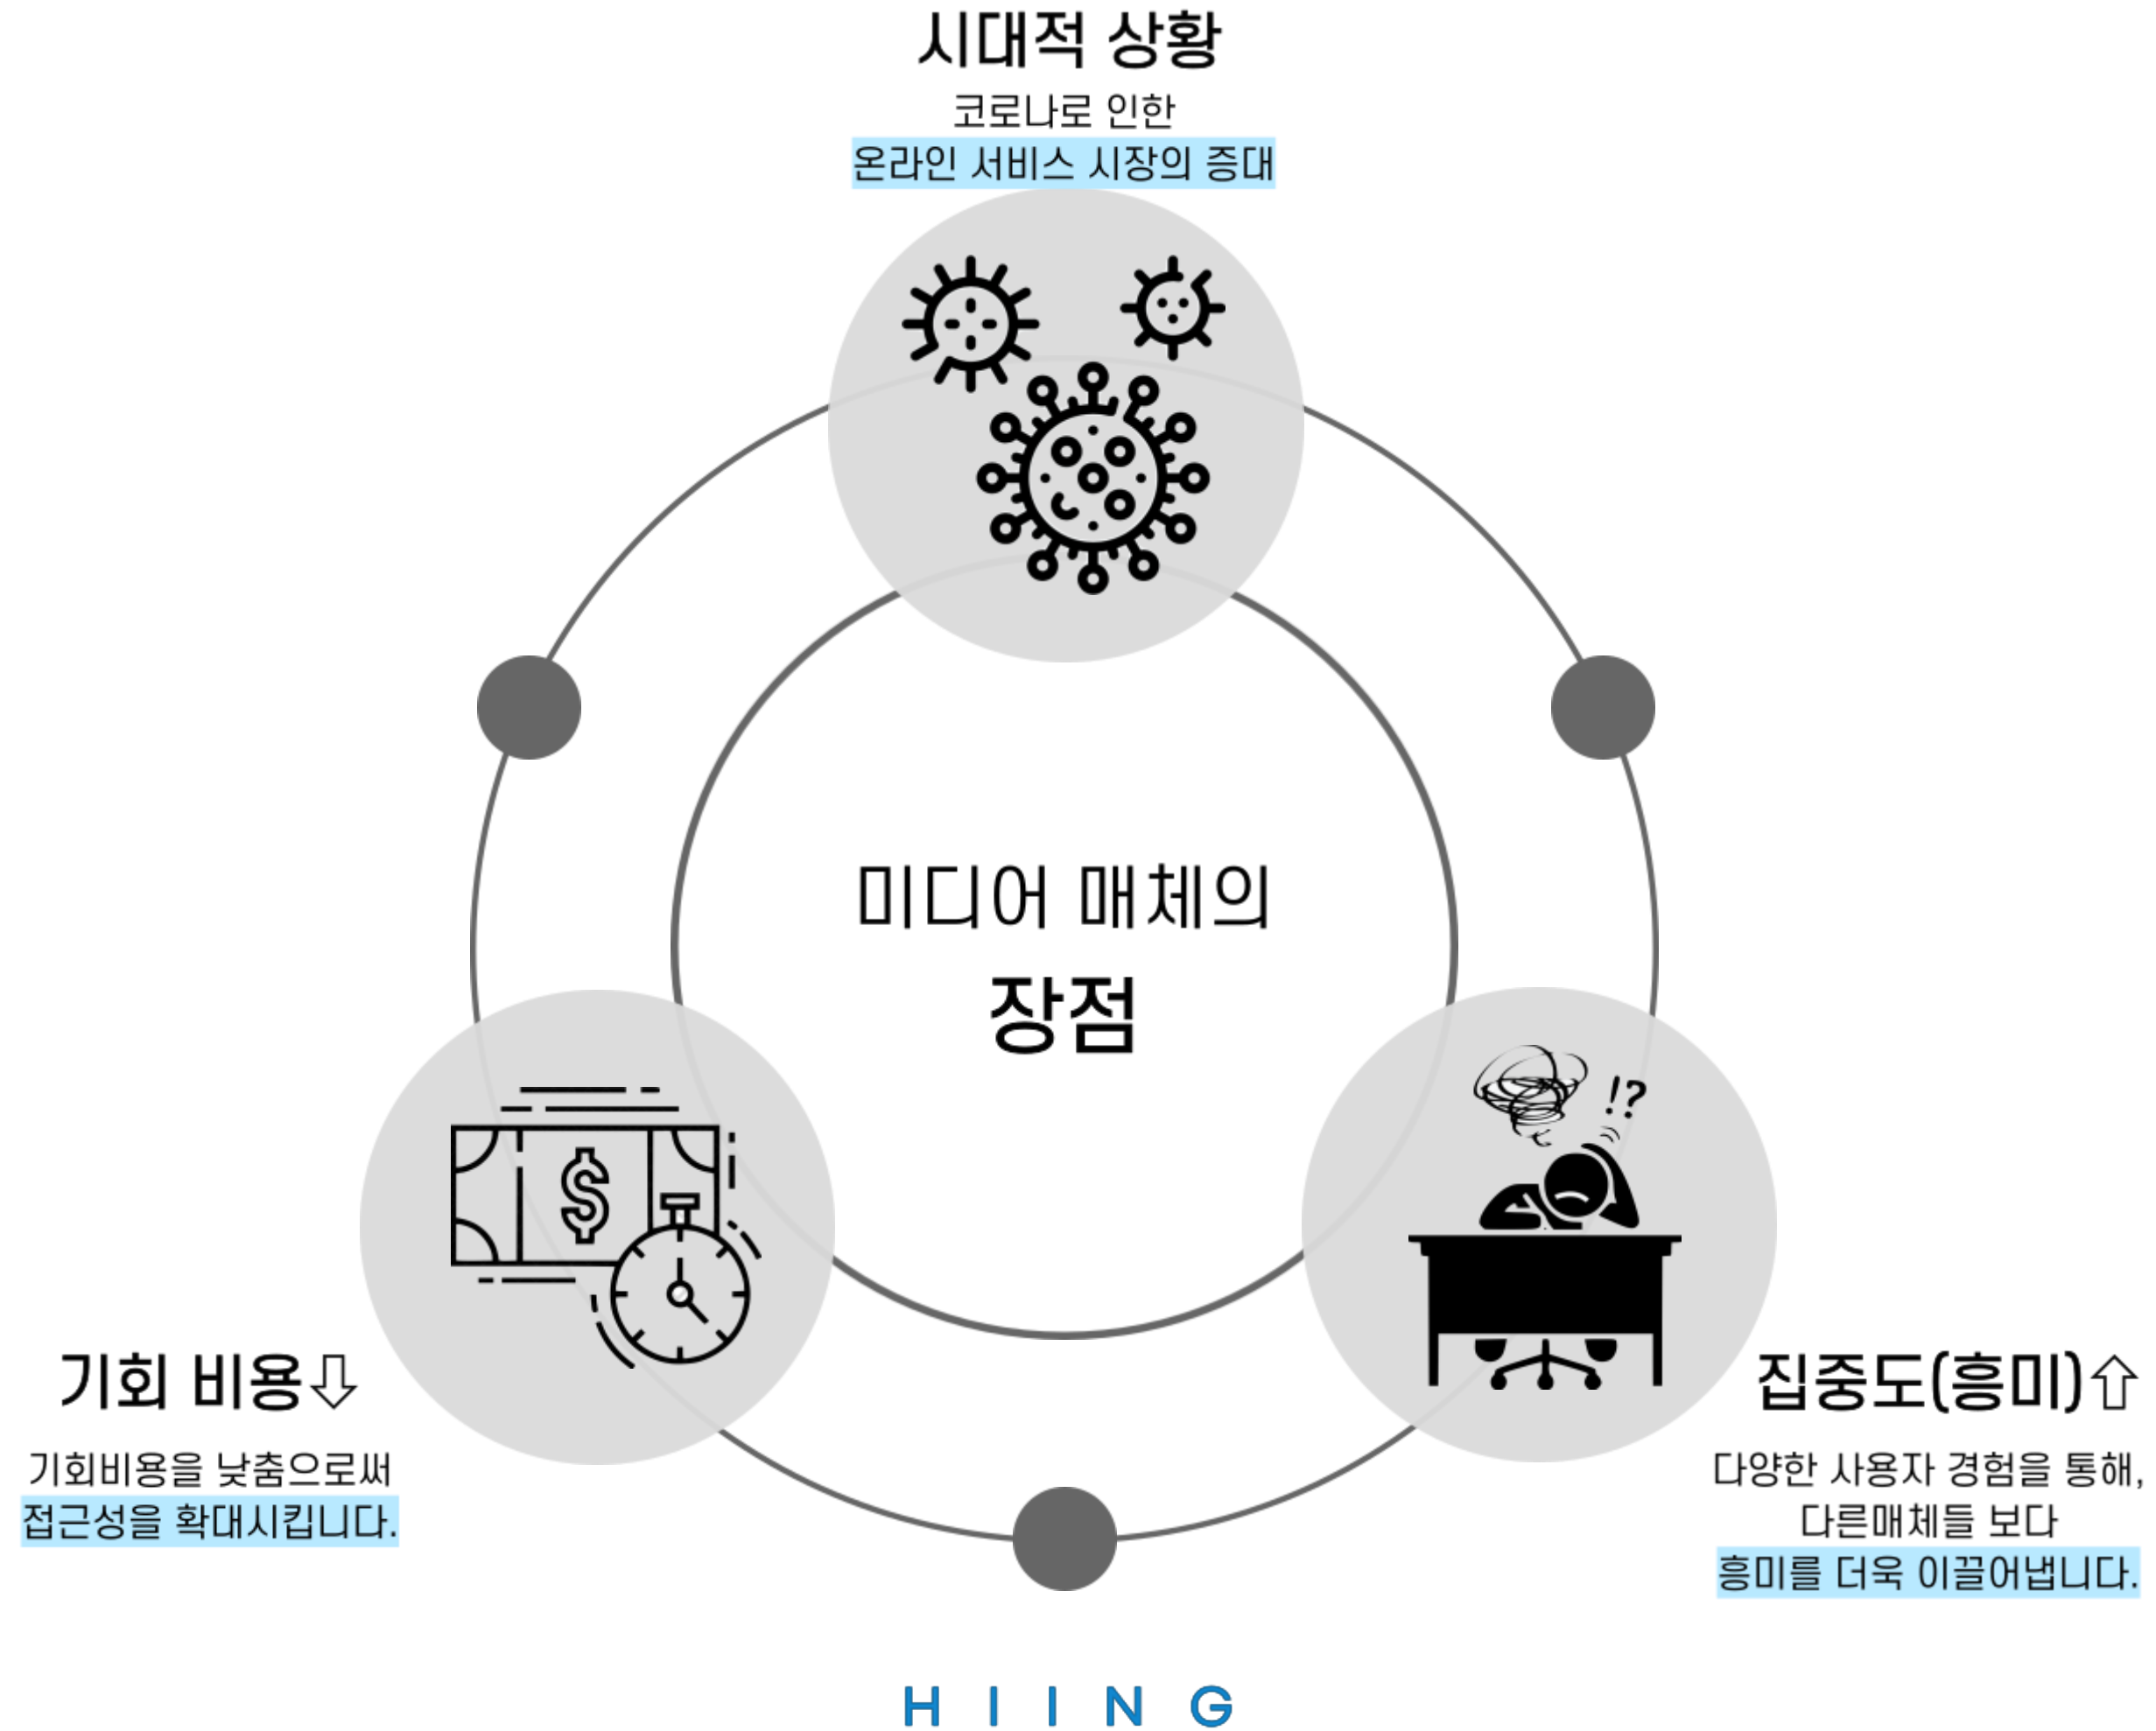 시대적 상황
코로나로 인한
온라인 서비스 시장의 증대
미디어 매체의
장점
$
!?
기회 비용⇩
기회비용을 낮춤으로써
접근성을 확대시킵니다.
집중도(흥미)⇧
다양한 사용자 경험을 통해,
다른매체들 보다
흥미를 더욱 이끌어냅니다.
HIING